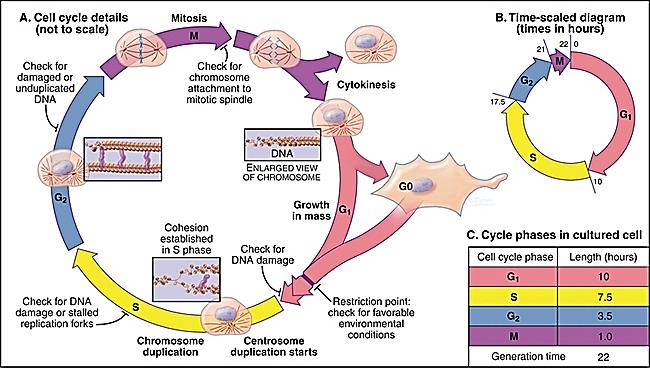 A. Cell cycle details
(not to scale)
Mitosis
M
Check for
damaged or
unduplicated
DNA
Check for
chromosome
attachment to
mitotic spindle
Cytokinesis
DNA
ENLARGED VIEW
OF CHROMOSOME
G2
G0
Growth
in mass
G1
Cohesion
established
in S phase
Check for
DNA damage
Check for DNA
damage or stalled
replication forks
S
Restriction point:
check for favorable
environmental
conditions
Chromosome
duplication
Centrosome
duplication starts
B. Time-scaled diagram
(times in hours)
21
22
0
M
G2
17.5
G1
S
10
C. Cycle phases in cultured cell
Cell cycle phase Length (hours)
G1 10
S 7.5
G2 3.5
M 1.0
Generation time 22